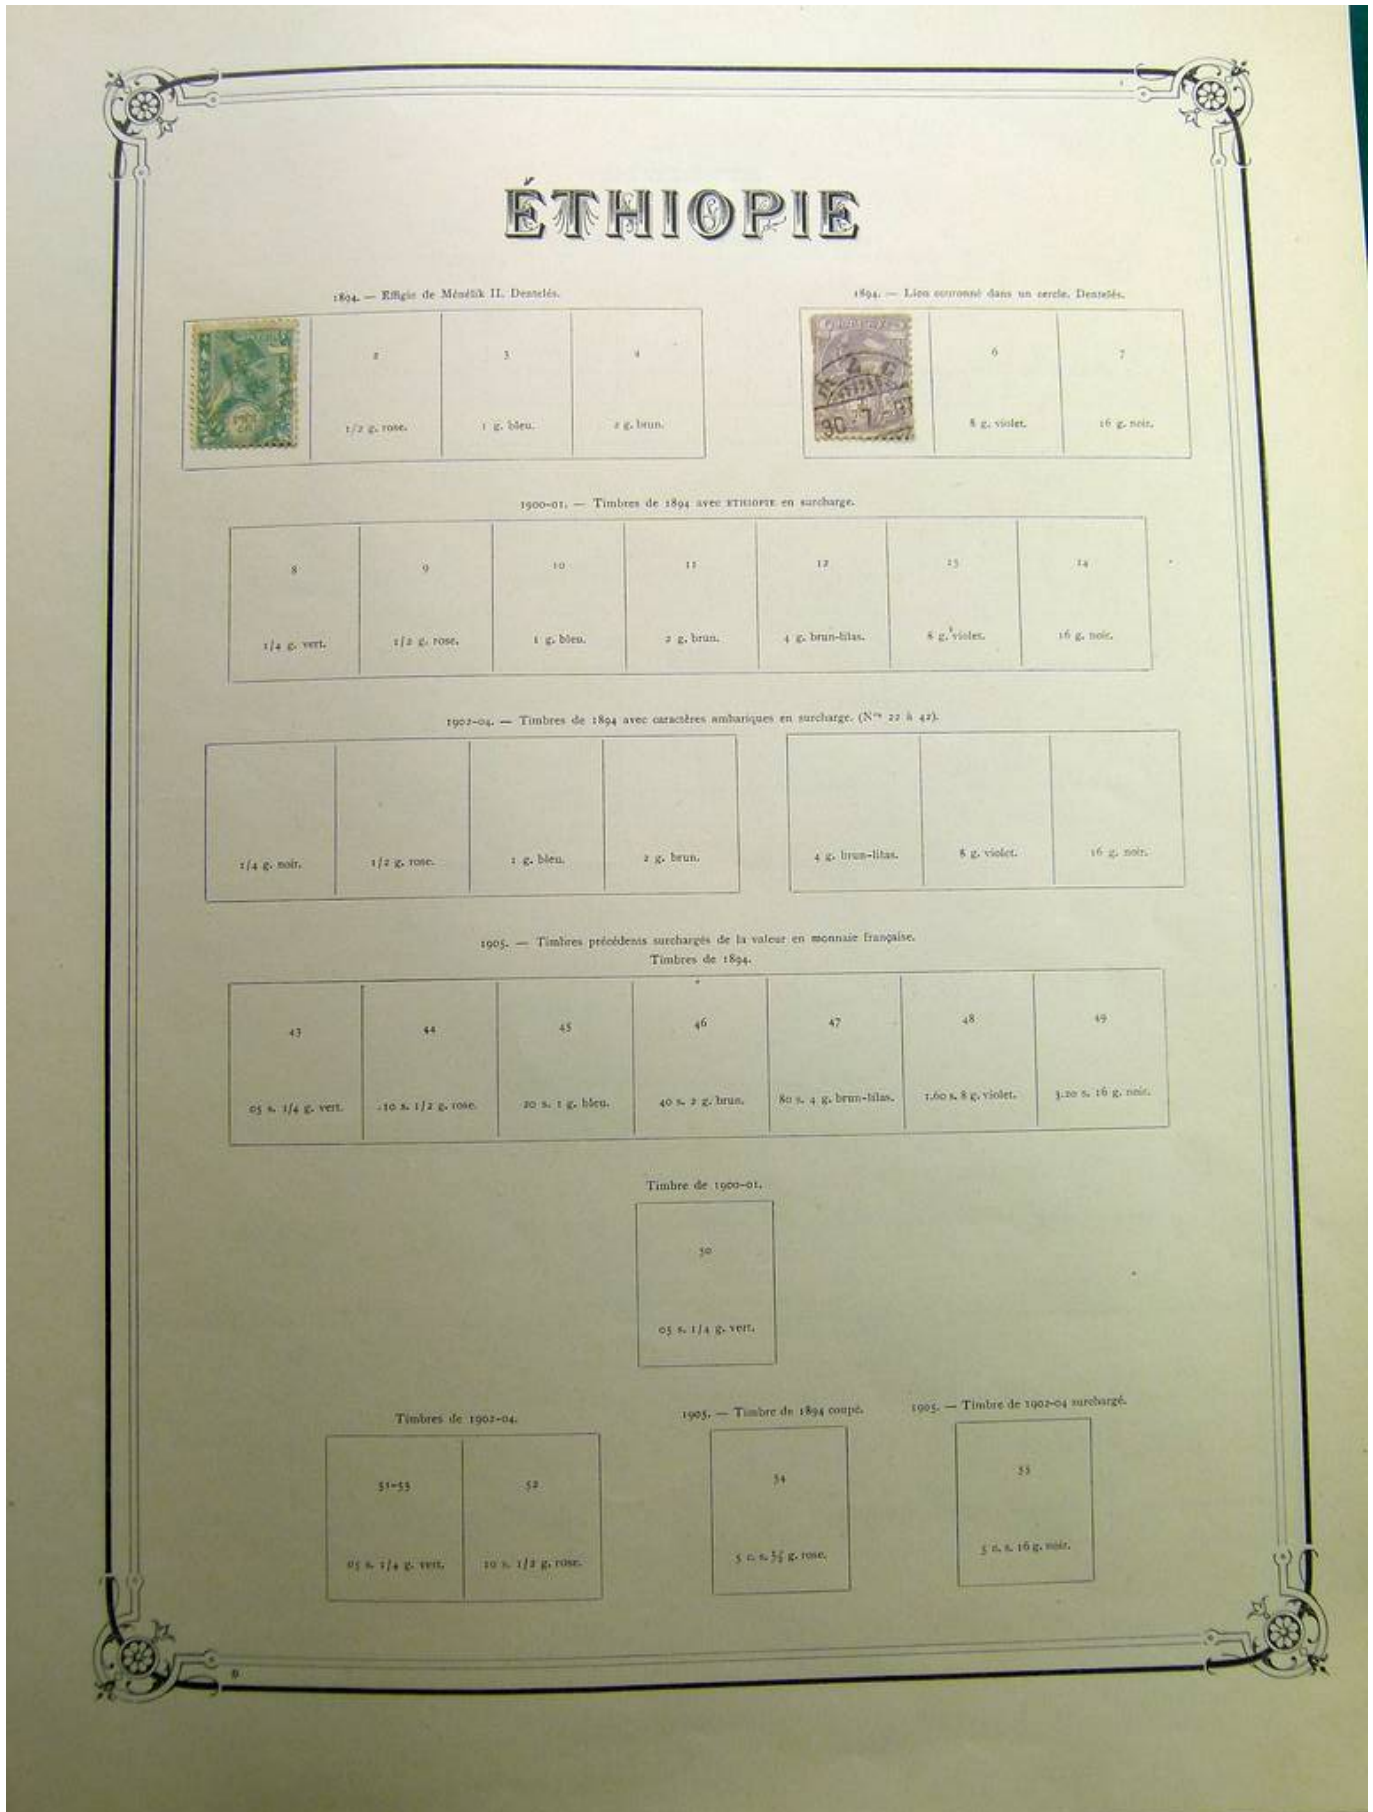 ÉTHIOPIE
1894. — Effigie de Ménélik II. Dentelés.
1894. — Lion couronné dans un cercle. Dentelés.
2 3 4
1/2 g. rose. 1 g. bleu. 2 g. brun.
6 7
8 g. violet. 16 g. noir.
30 7
1900-01. — Timbres de 1894 avec ETHIOPIE en surcharge.
8 9 10 11 12 13 14
1/4 g. vert. 1/2 g. rose. 1 g. bleu. 2 g. brun. 4 g. brun-lilas. 8 g. violet. 16 g. noir.
1902-04. — Timbres de 1894 avec caractères amhariques en surcharge. (Nos 22 à 42).
1/4 g. noir. 1/2 g. rose. 1 g. bleu. 2 g. brun. 4 g. brun-lilas. 8 g. violet. 16 g. noir.
1905. — Timbres précédents surchargés de la valeur en monnaie française.
Timbres de 1894.
43 44 45 46 47 48 49
05 s. 1/4 g. vert. 10 s. 1/2 g. rose. 20 s. 1 g. bleu. 40 s. 2 g. brun. 80 s. 4 g. brun-lilas. 1.60 s. 8 g. violet. 3.20 s. 16 g. noir.
Timbre de 1900-01.
50
05 s. 1/4 g. vert.
Timbres de 1902-04.
51-53 52
05 s. 1/4 g. vert. 10 s. 1/2 g. rose.
1905. — Timbre de 1894 coupé.
54
5 c. s. ½ g. rose.
1905. — Timbre de 1902-04 surchargé.
55
5 c. s. 16 g. noir.